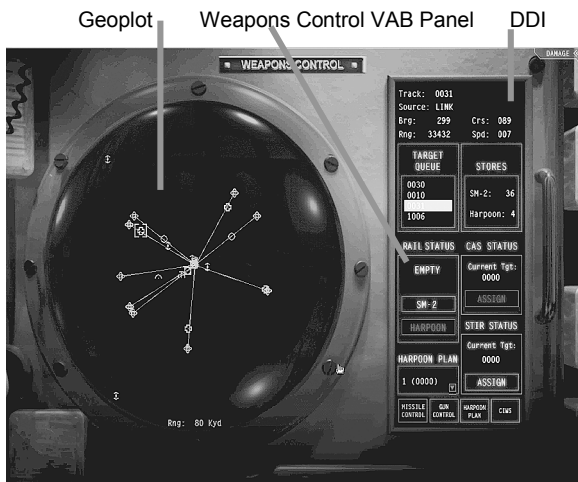 Geoplot
Weapons Control VAB Panel
DDI
DAMAGE
WEAPONS CONTROL
Track: 0031
Source: LINK
Brg: 299 Crs: 089
Rng: 33432 Spd: 007
TARGET
QUEUE
0030
0010
1006
STORES
SM-2: 36
Harpoon: 4
RAIL STATUS
EMPTY
SM-2
HARPOON
CAS STATUS
Current Tgt:
0000
ASSIGN
STIR STATUS
Current Tgt:
0000
ASSIGN
HARPOON PLAN
1 (0000)
MISSILE
CONTROL
GUN
CONTROL
HARPOON
PLAN
CIWS
Rng: 80 Kyd